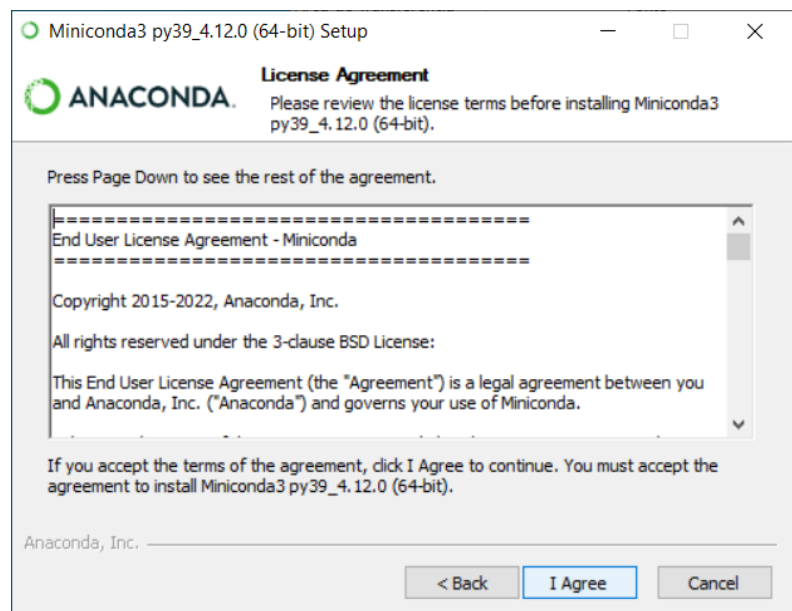 Miniconda3 py39_4.12.0 (64-bit) Setup
ANACONDA.
License Agreement
Please review the license terms before installing Miniconda3
py39_4.12.0 (64-bit).
Press Page Down to see the rest of the agreement.
=======================================
End User License Agreement - Miniconda
=======================================
Copyright 2015-2022, Anaconda, Inc.
All rights reserved under the 3-clause BSD License:
This End User License Agreement (the "Agreement") is a legal agreement between you
and Anaconda, Inc. ("Anaconda") and governs your use of Miniconda.
If you accept the terms of the agreement, click I Agree to continue. You must accept the
agreement to install Miniconda3 py39_4.12.0 (64-bit).
Anaconda, Inc.
< Back
I Agree
Cancel